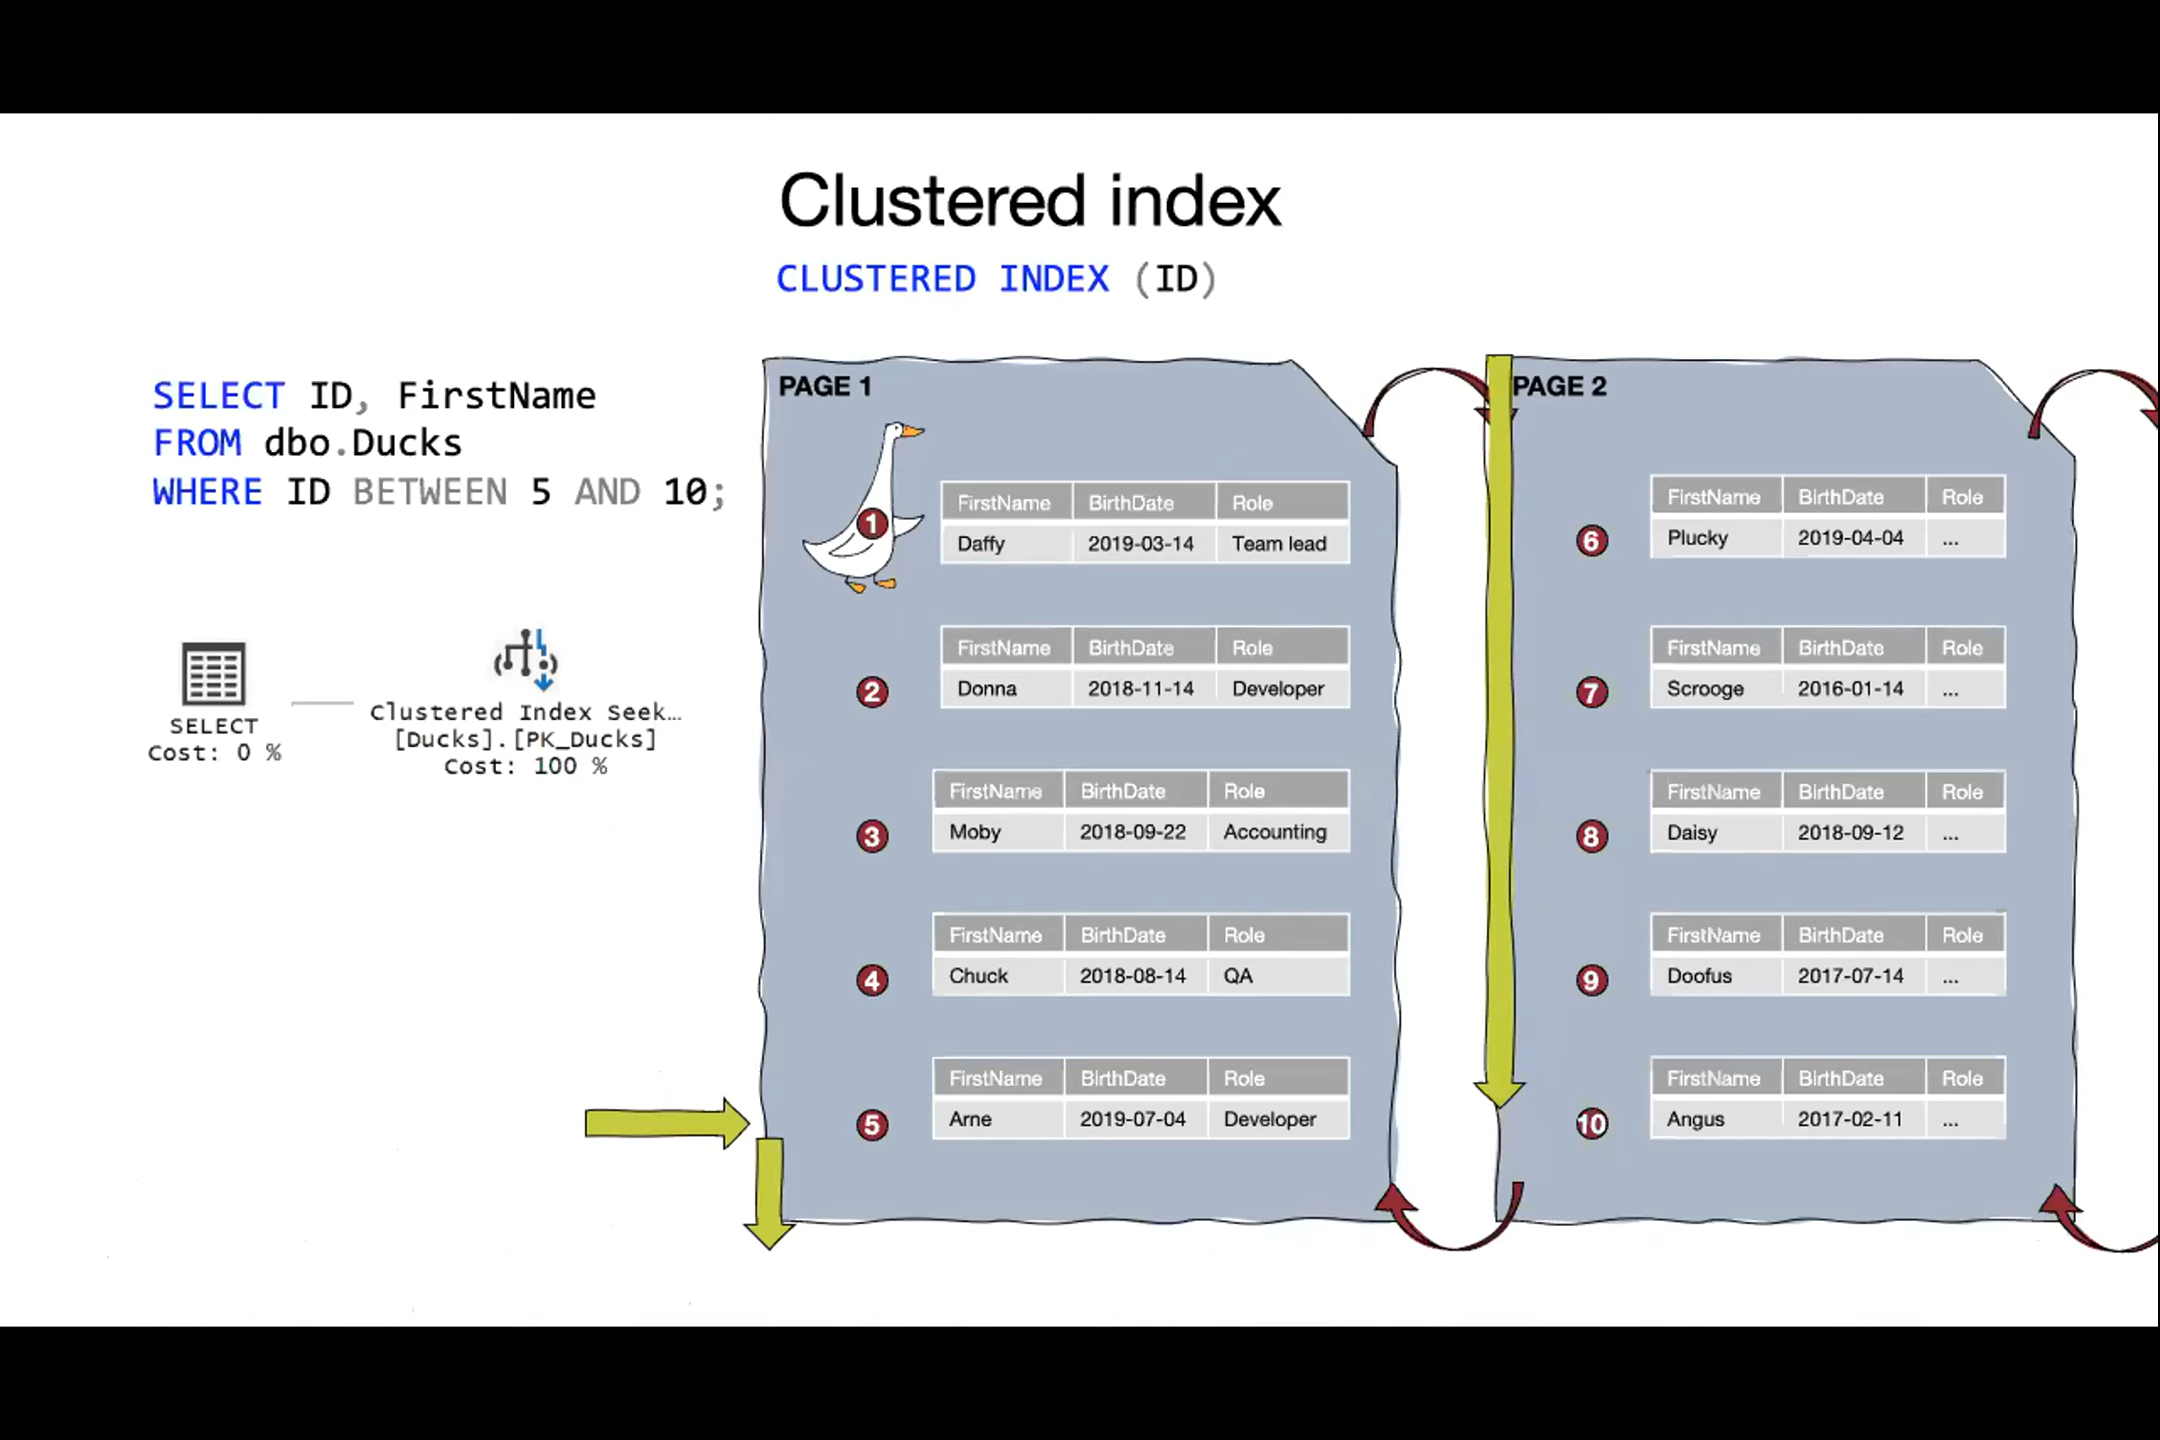 Clustered index
CLUSTERED INDEX (ID)
SELECT ID, FirstName
FROM dbo.Ducks
WHERE ID BETWEEN 5 AND 10;
SELECT
Cost: 0 %
Clustered Index Seek…
[Ducks].[PK_Ducks]
Cost: 100 %
PAGE 1
1
FirstName BirthDate Role
Daffy 2019-03-14 Team lead
2
FirstName BirthDate Role
Donna 2018-11-14 Developer
3
FirstName BirthDate Role
Moby 2018-09-22 Accounting
4
FirstName BirthDate Role
Chuck 2018-08-14 QA
5
FirstName BirthDate Role
Arne 2019-07-04 Developer
PAGE 2
6
FirstName BirthDate Role
Plucky 2019-04-04 ...
7
FirstName BirthDate Role
Scrooge 2016-01-14 ...
8
FirstName BirthDate Role
Daisy 2018-09-12 ...
9
FirstName BirthDate Role
Doofus 2017-07-14 ...
10
FirstName BirthDate Role
Angus 2017-02-11 ...